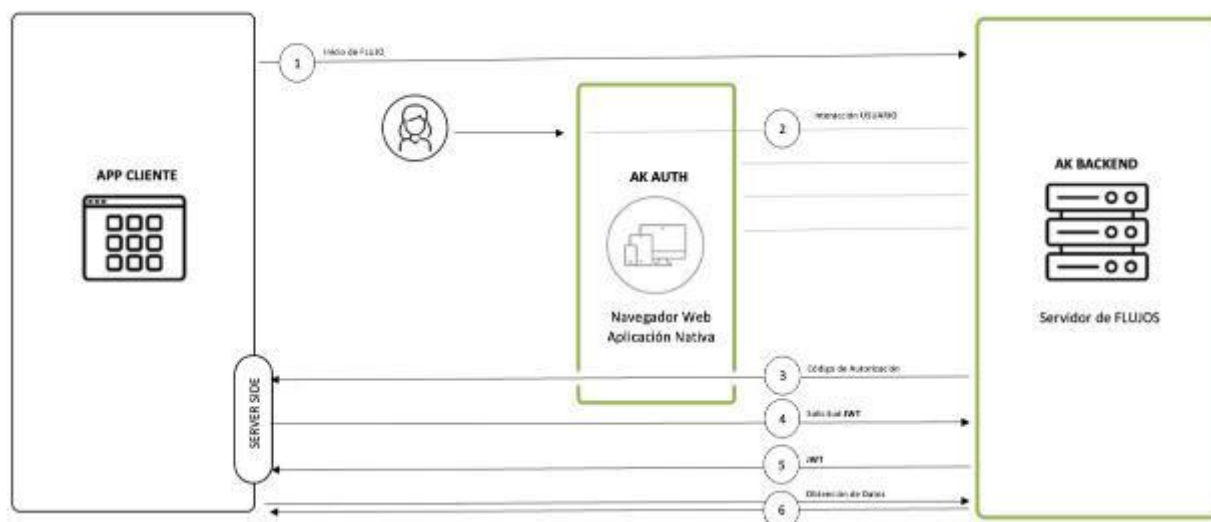 1
Inicio de FLUJO
2
Interacción USUARIO
APP CLIENTE
AK AUTH
AK BACKEND
Navegador Web
Aplicación Nativa
Servidor de FLUJOS
SERVER SIDE
3
Código de Autorización
4
Solicitud JWT
5
JWT
Obtención de Datos
6